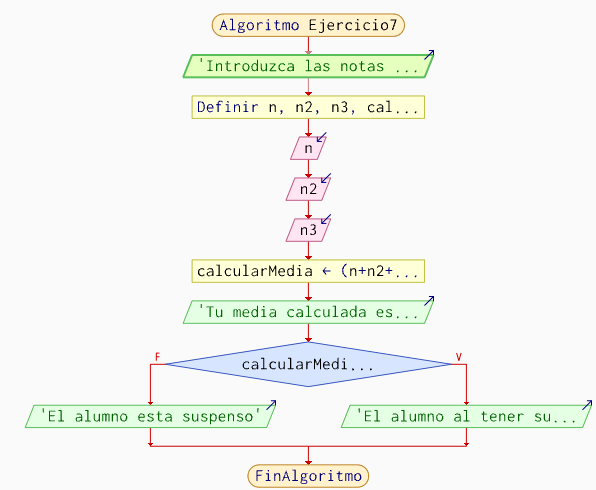 Algoritmo Ejercicio7
'Introduzca las notas ...
Definir n, n2, n3, cal...
n
n2
n3
calcularMedia ← (n+n2+...
'Tu media calculada es...
F
calcularMedi...
V
'El alumno esta suspenso'
'El alumno al tener su...
FinAlgoritmo